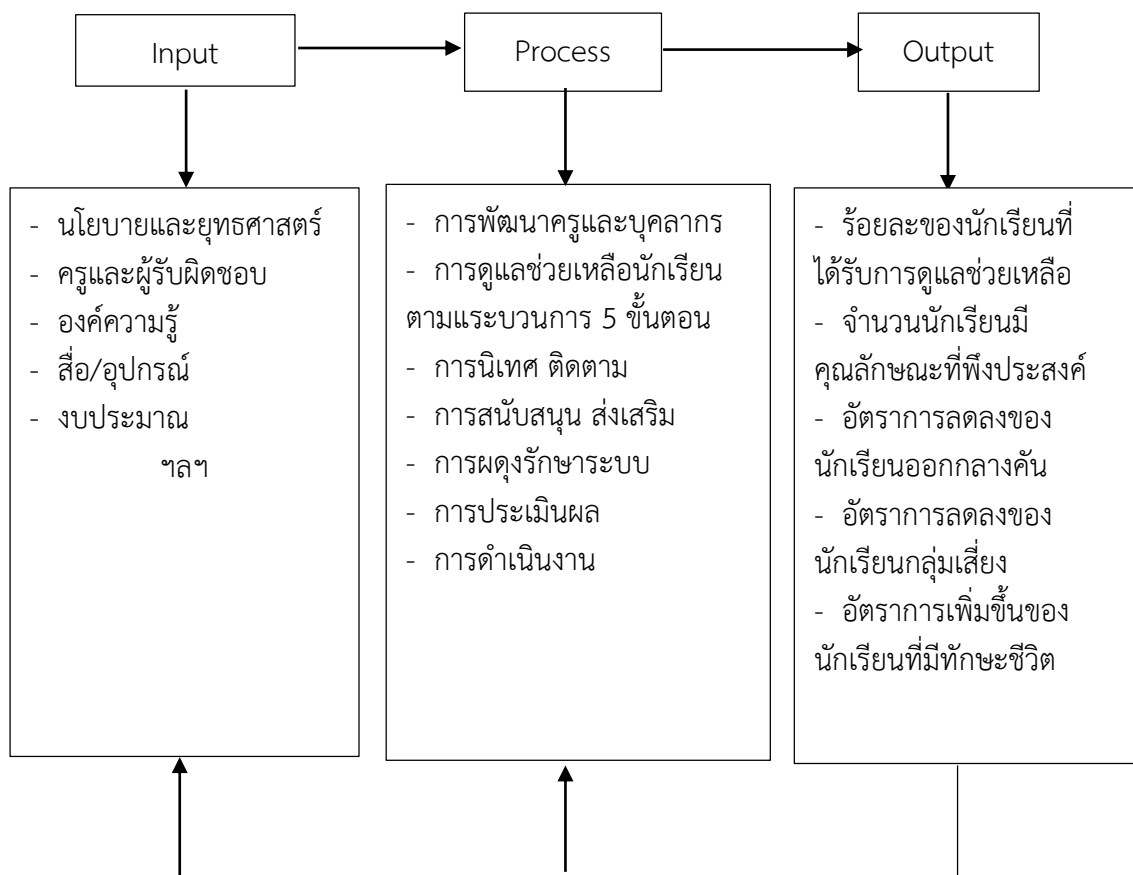 Input
Process
Output
- นโยบายและยุทธศาสตร์
- ครูและผู้รับผิดชอบ
- องค์ความรู้
- สื่อ/อุปกรณ์
- งบประมาณ
ฯลฯ
- การพัฒนาครูและบุคลากร
- การดูแลช่วยเหลือนักเรียน
ตามแระบวนการ 5 ขั้นตอน
- การนิเทศ ติดตาม
- การสนับสนุน ส่งเสริม
- การผดุงรักษาระบบ
- การประเมินผล
- การดำเนินงาน
- ร้อยละของนักเรียนที่
ได้รับการดูแลช่วยเหลือ
- จำนวนนักเรียนมี
คุณลักษณะที่พึงประสงค์
- อัตราการลดลงของ
นักเรียนออกกลางคัน
- อัตราการลดลงของ
นักเรียนกลุ่มเสี่ยง
- อัตราการเพิ่มขึ้นของ
นักเรียนที่มีทักษะชีวิต